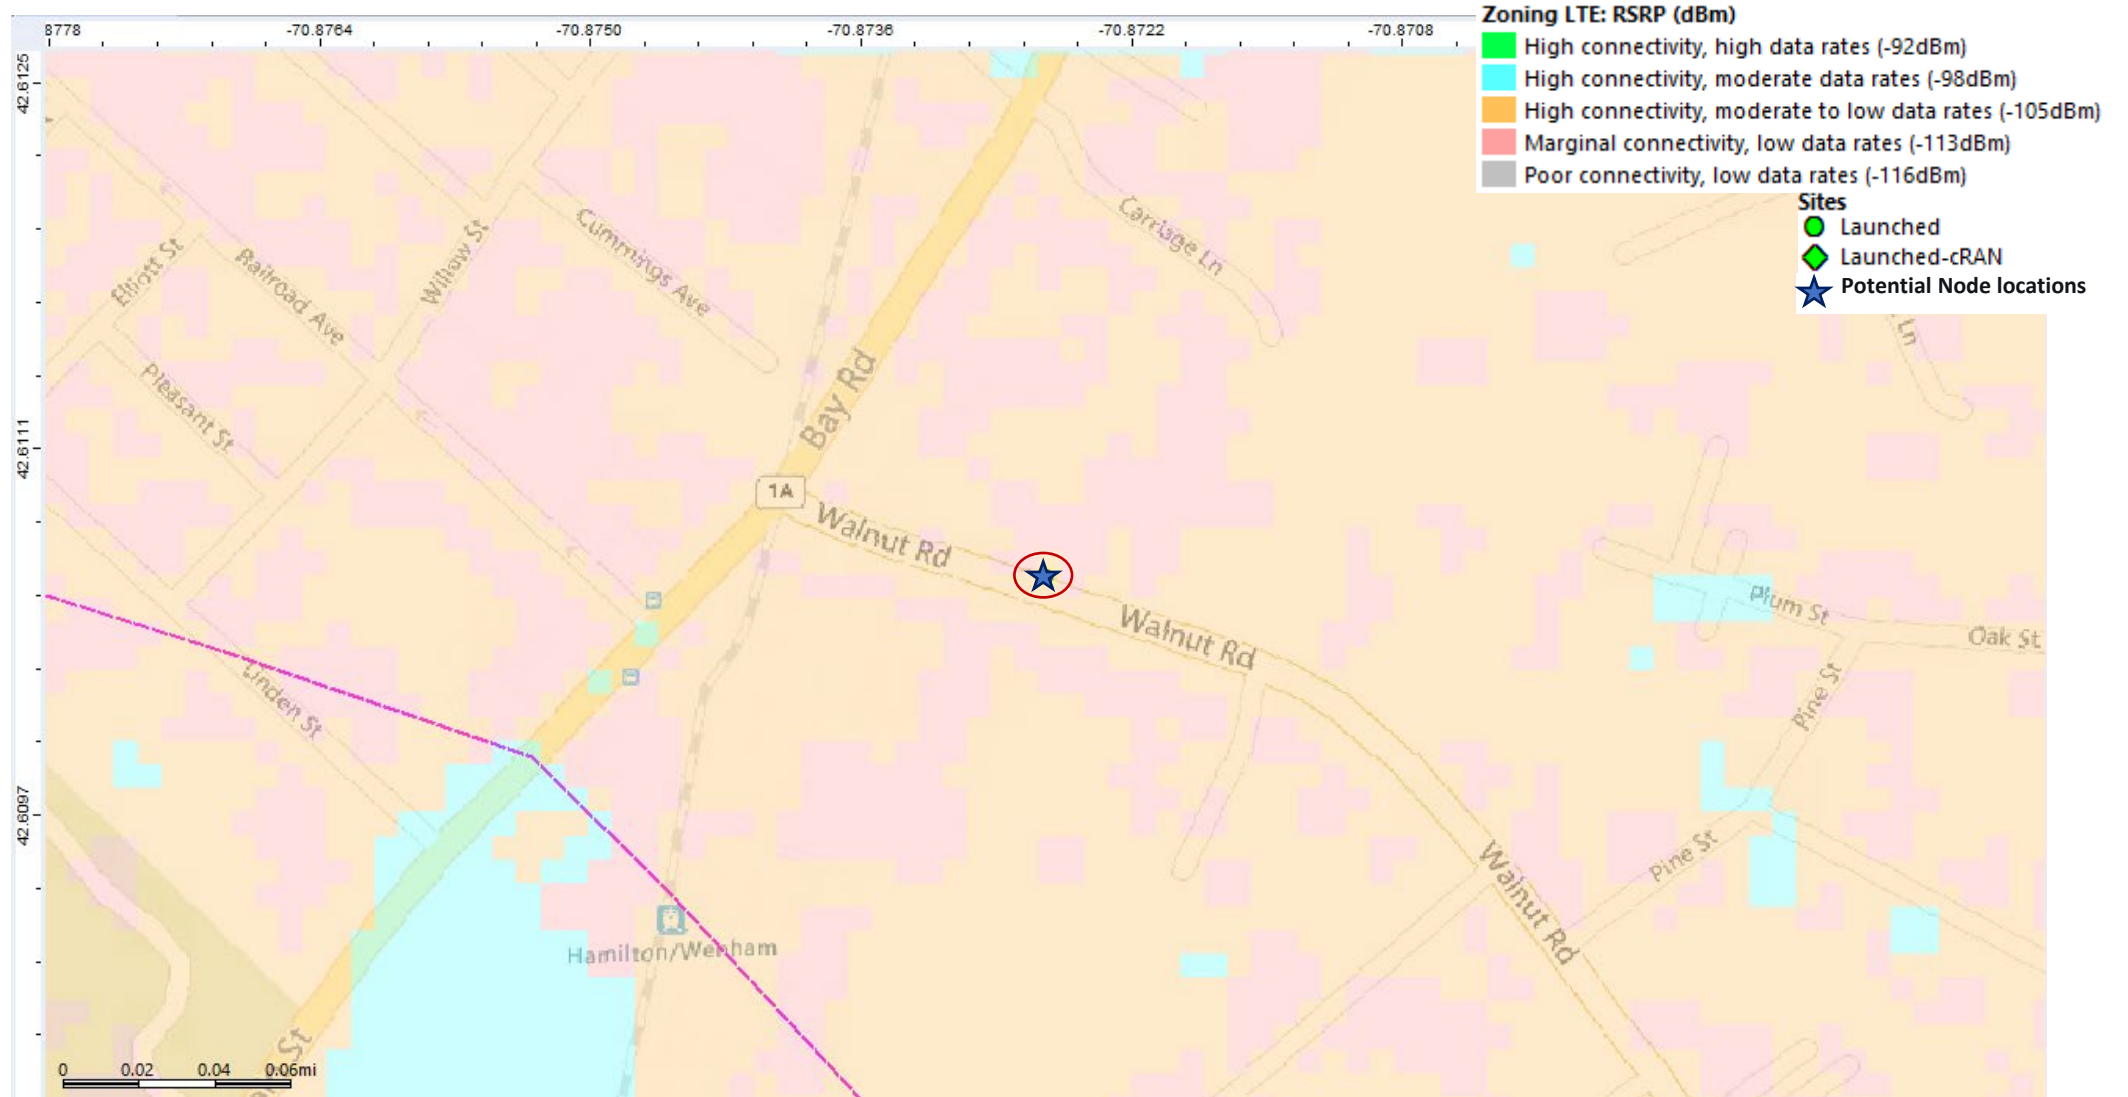 Zoning LTE: RSRP (dBm)
High connectivity, high data rates (-92dBm)
High connectivity, moderate data rates (-98dBm)
High connectivity, moderate to low data rates (-105dBm)
Marginal connectivity, low data rates (-113dBm)
Poor connectivity, low data rates (-116dBm)
Sites
Launched
Launched-cRAN
Potential Node locations
8778
-70.8764
-70.8750
-70.8736
-70.8722
-70.8708
42.6125
42.6111
42.6097
Elliott St
Railroad Ave
Willow St
Cummings Ave
Carriage Ln
Ln
Pleasant St
Bay Rd
1A
Walnut Rd
Walnut Rd
Plum St
Oak St
Pine St
Linden St
Pine St
Walnut Rd
Hamilton/Wenham
St
0 0.02 0.04 0.06mi